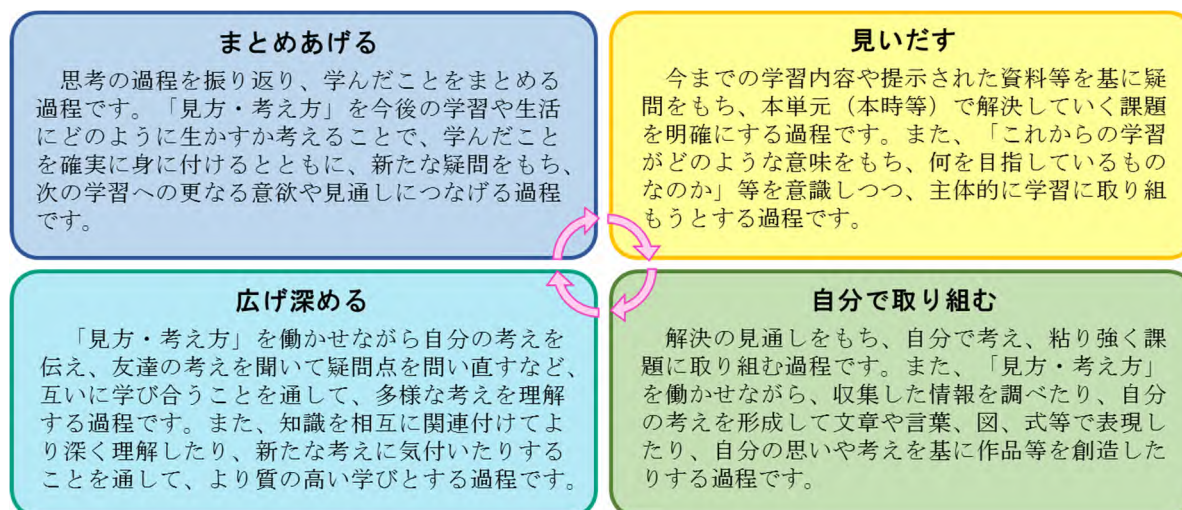 まとめあげる
思考の過程を振り返り、学んだことをまとめる
過程です。「見方・考え方」を今後の学習や生活
にどのように生かすか考えることで、学んだこと
を確実に身に付けるとともに、新たな疑問をもち、
次の学習への更なる意欲や見通しにつなげる過程
です。
見いだす
今までの学習内容や提示された資料等を基に疑
問をもち、本単元（本時等）で解決していく課題
を明確にする過程です。また、「これからの学習
がどのような意味をもち、何を目指しているもの
なのか」等を意識しつつ、主体的に学習に取り組
もうとする過程です。
広げ深める
「見方・考え方」を働かせながら自分の考えを
伝え、友達の考えを聞いて疑問点を問い直すなど、
互いに学び合うことを通して、多様な考えを理解
する過程です。また、知識を相互に関連付けてよ
り深く理解したり、新たな考えに気付いたりする
ことを通して、より質の高い学びとする過程です。
自分で取り組む
解決の見通しをもち、自分で考え、粘り強く課
題に取り組む過程です。また、「見方・考え方」
を働かせながら、収集した情報を調べたり、自分
の考えを形成して文章や言葉、図、式等で表現し
たり、自分の思いや考えを基に作品等を創造した
りする過程です。